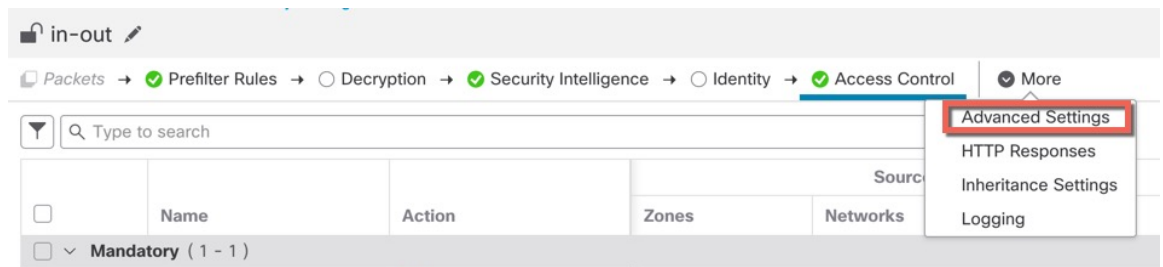 in-out
Packets → Prefilter Rules → Decryption → Security Intelligence → Identity → Access Control More
Type to search
Advanced Settings
HTTP Responses
Inheritance Settings
Logging
Sourc
Name Action Zones Networks
Mandatory (1 - 1)